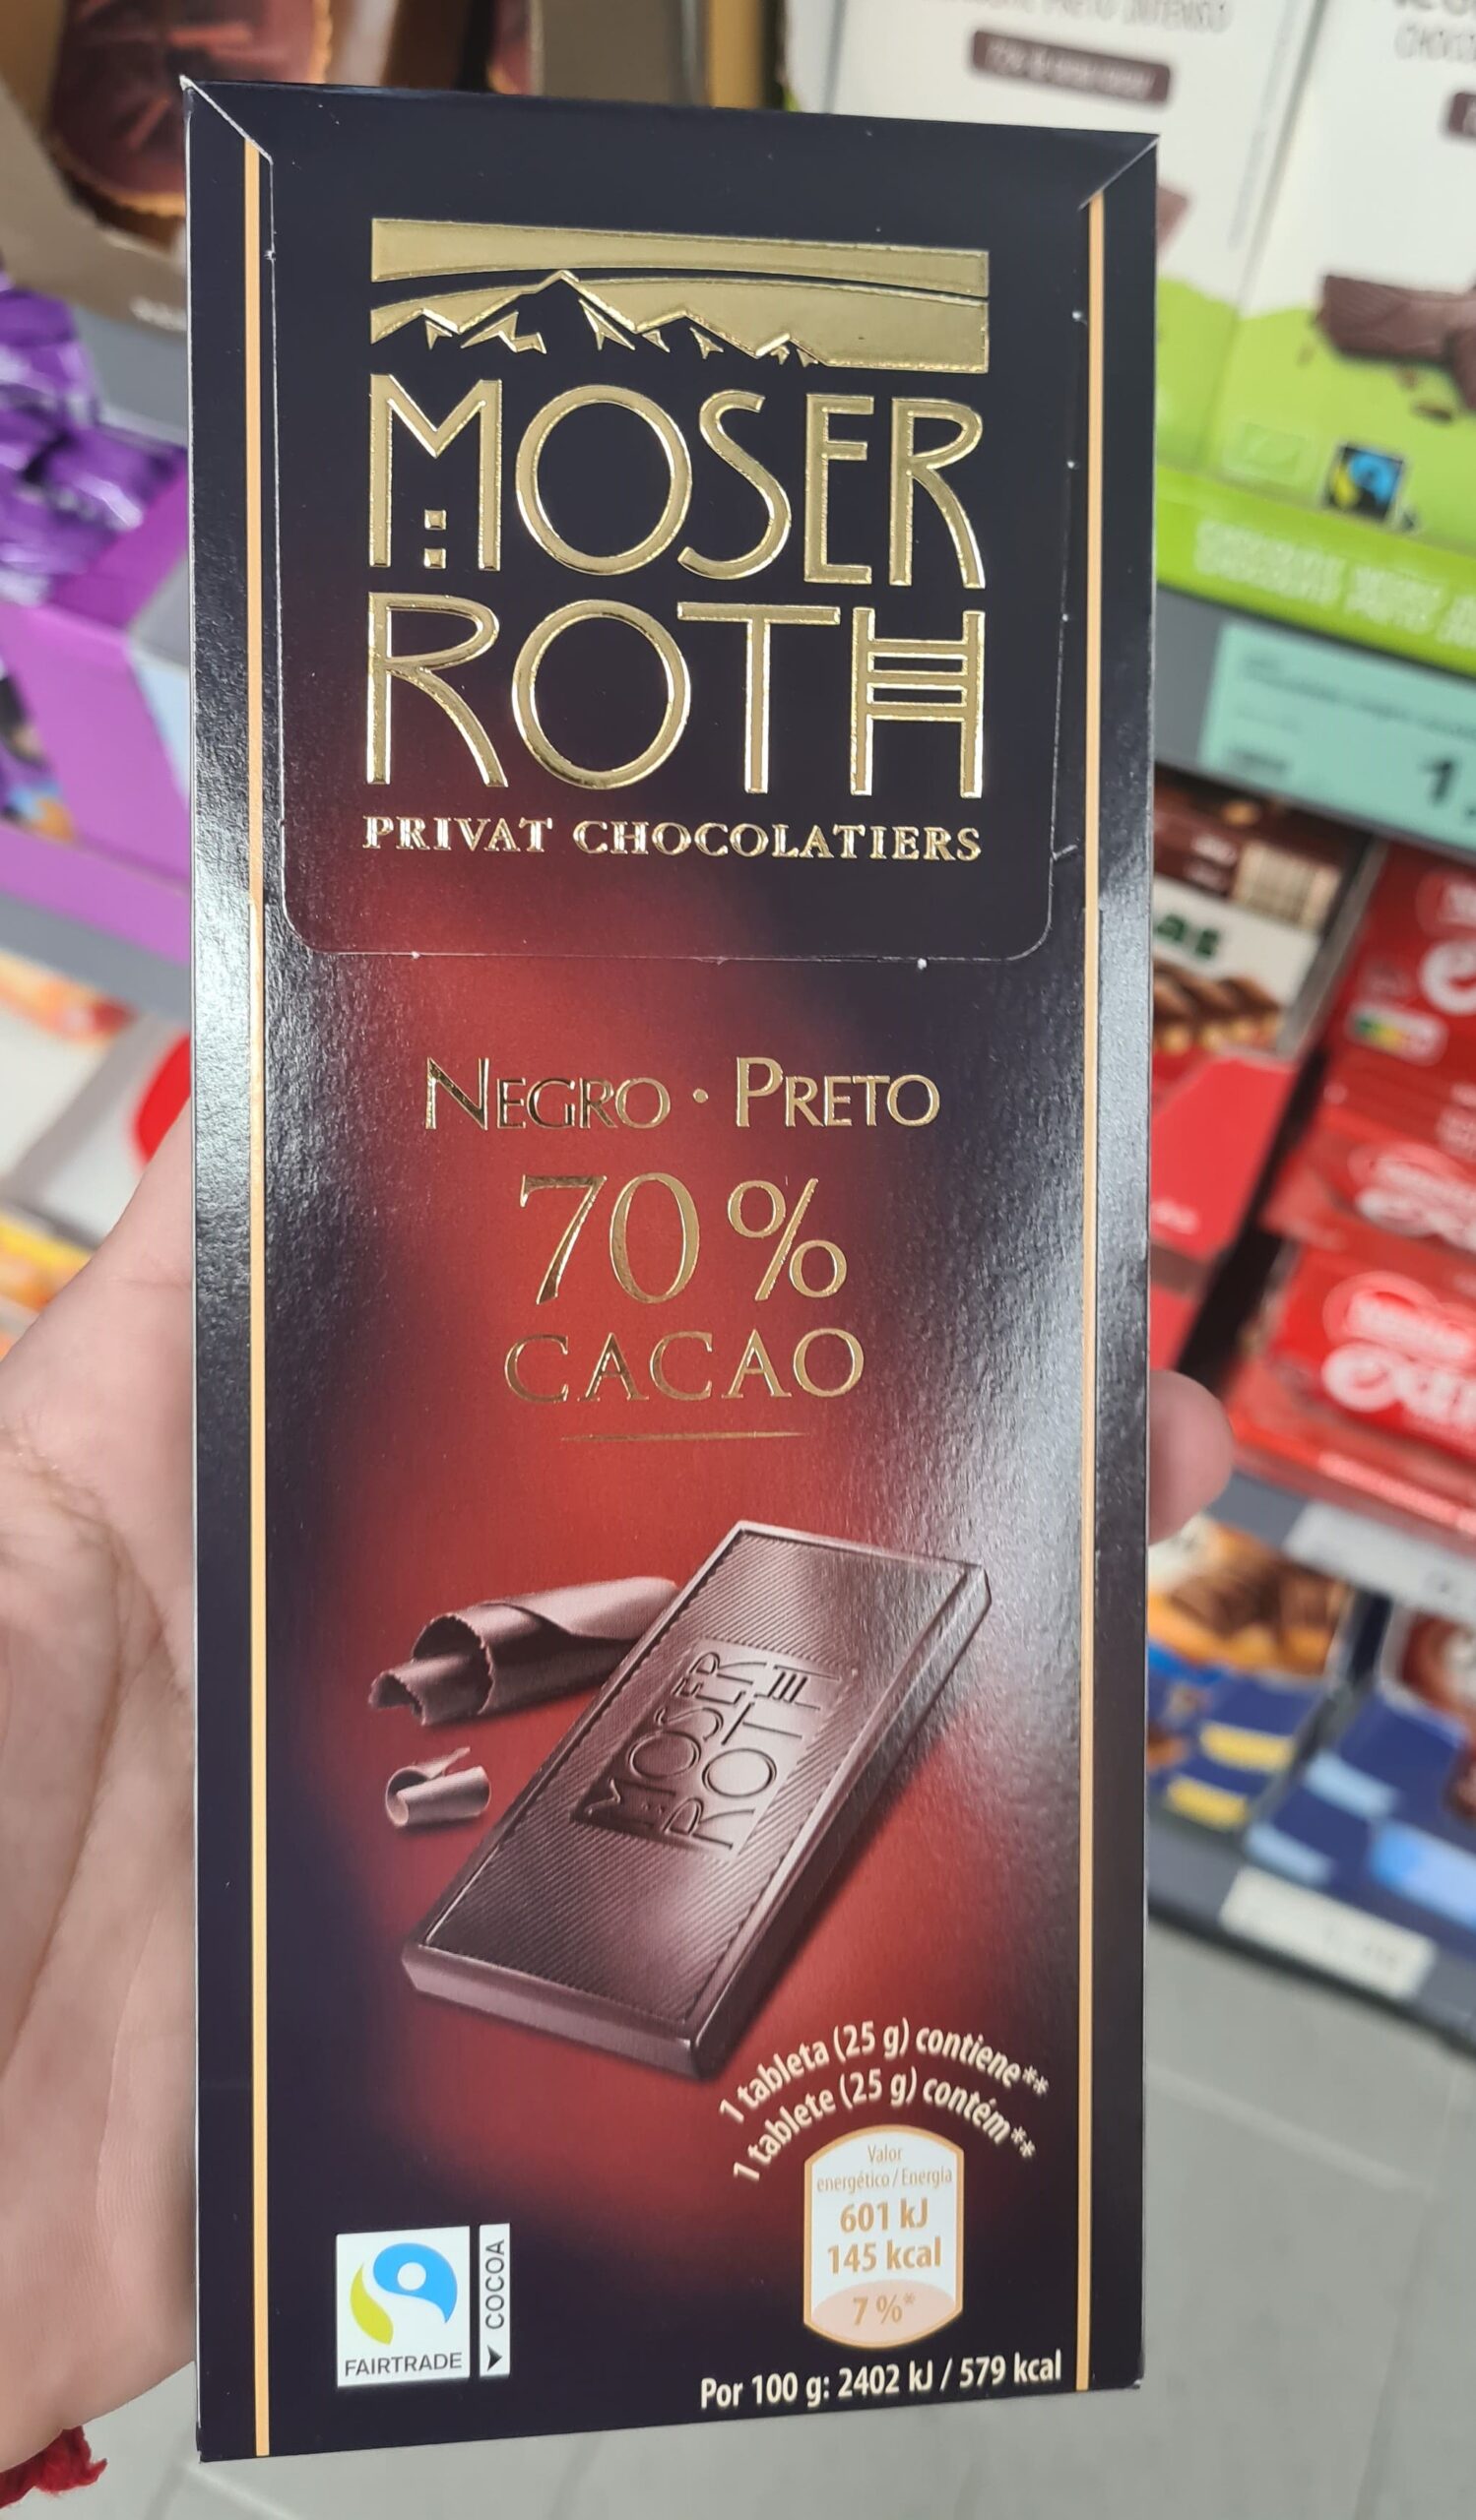 MOSER
ROTH
PRIVAT CHOCOLATIERS
NEGRO · PRETO
70%
CACAO
MOSER
ROTH
1 tableta (25 g) contiene**
1 tablete (25 g) contém**
Valor
energético / Energia
601 kJ
145 kcal
7 %*
FAIRTRADE
COCOA
Por 100 g: 2402 kJ / 579 kcal